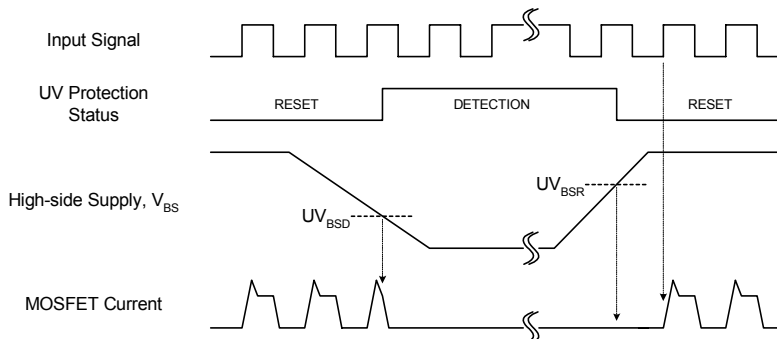 Input Signal
UV Protection
Status
RESET
DETECTION
RESET
High-side Supply, VBS
UVBSD
UVBSR
MOSFET Current